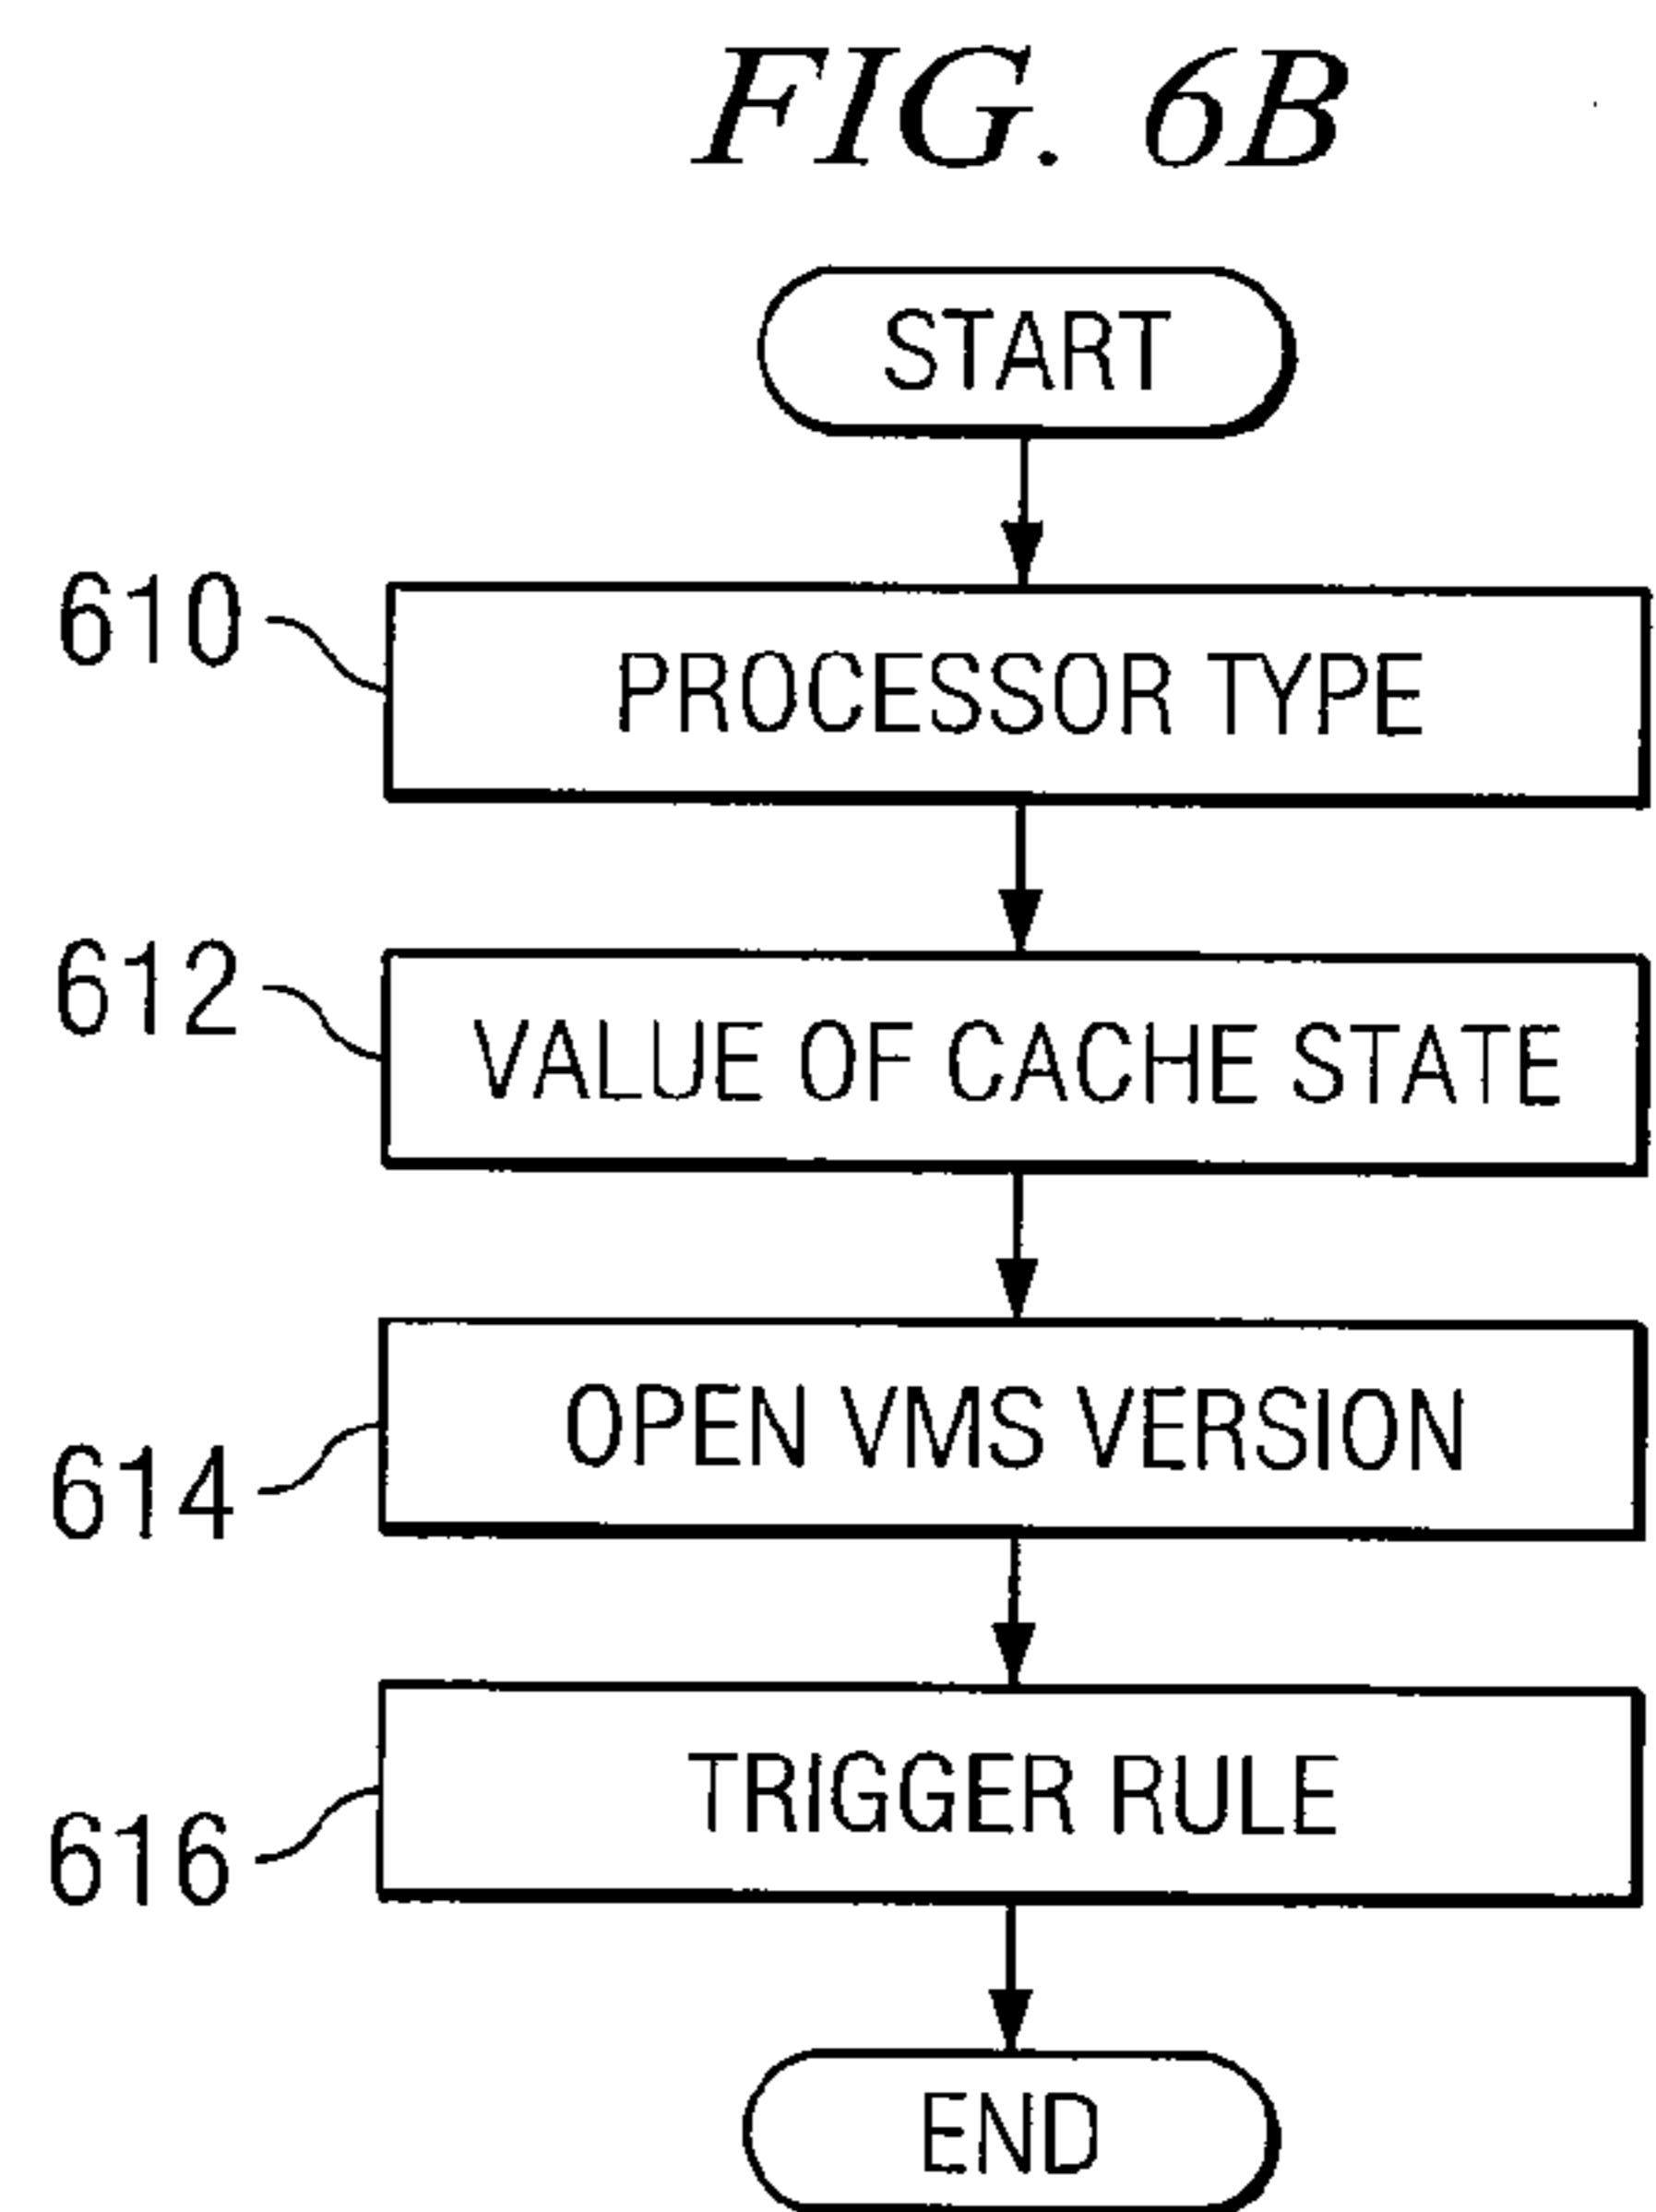 FIG. 6B
START
610
PROCESSOR TYPE
612
VALUE OF CACHE STATE
OPEN VMS VERSION
614
TRIGGER RULE
616
END